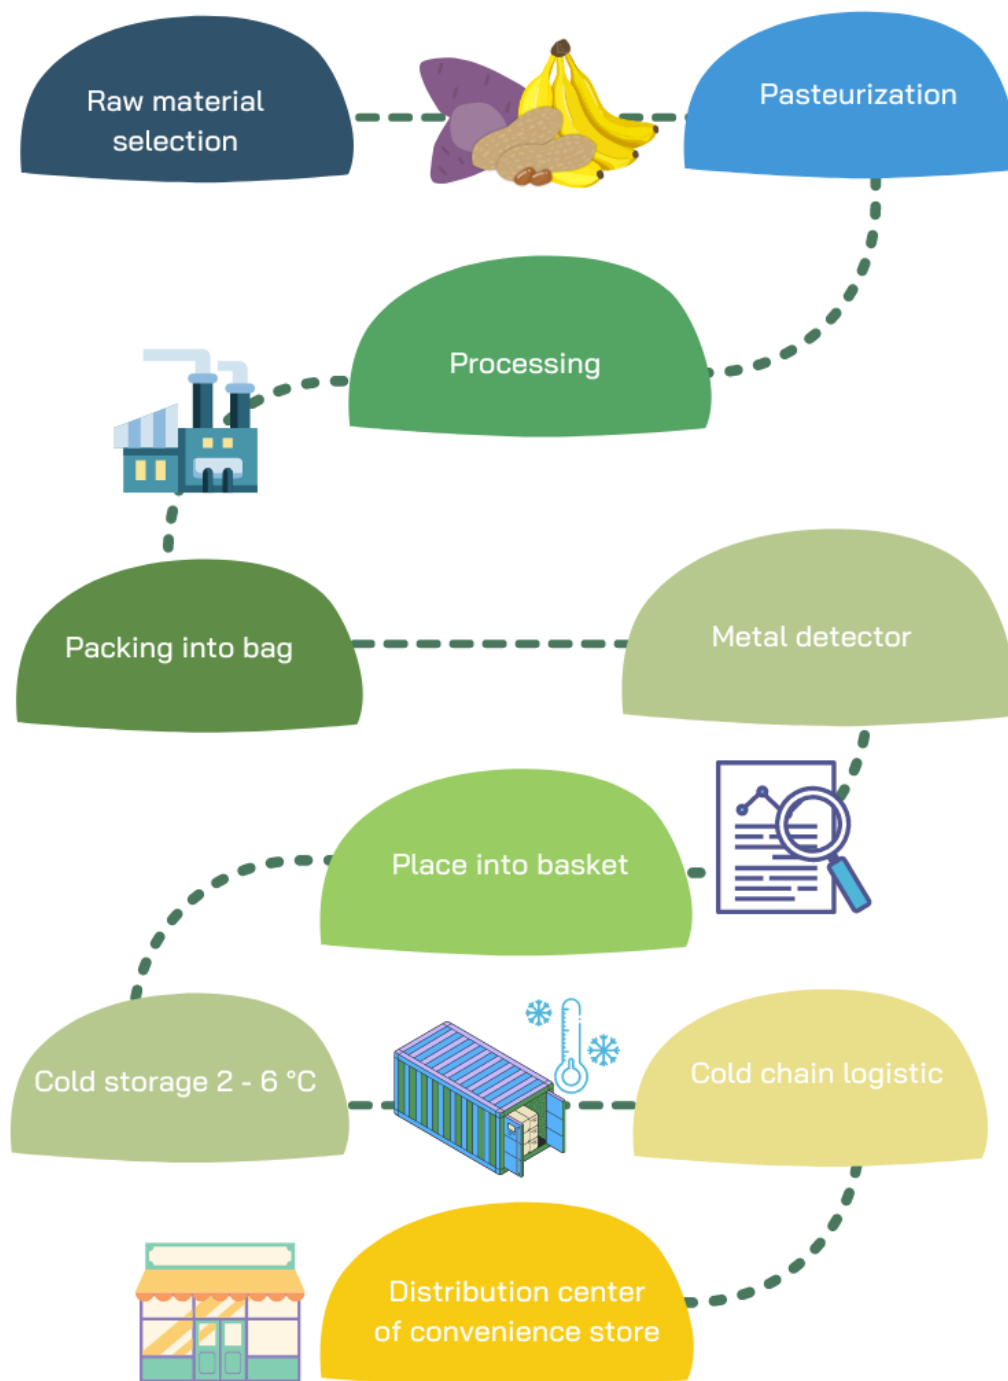 Raw material
selection
Pasteurization
Processing
Packing into bag
Metal detector
Place into basket
Cold storage 2 - 6 °C
Cold chain logistic
Distribution center
of convenience store